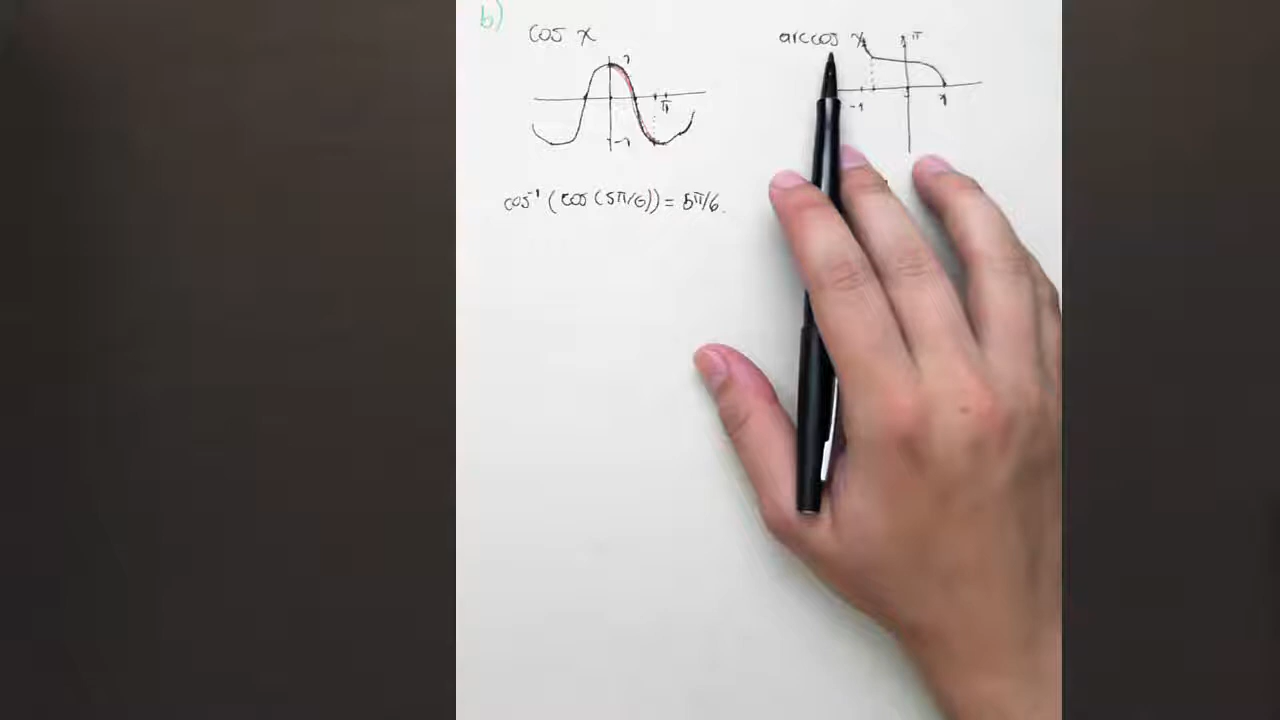 b)
cos x
arccos x
1
π
-1
π
-1
1
cos⁻¹(cos(5π/6)) = 5π/6.